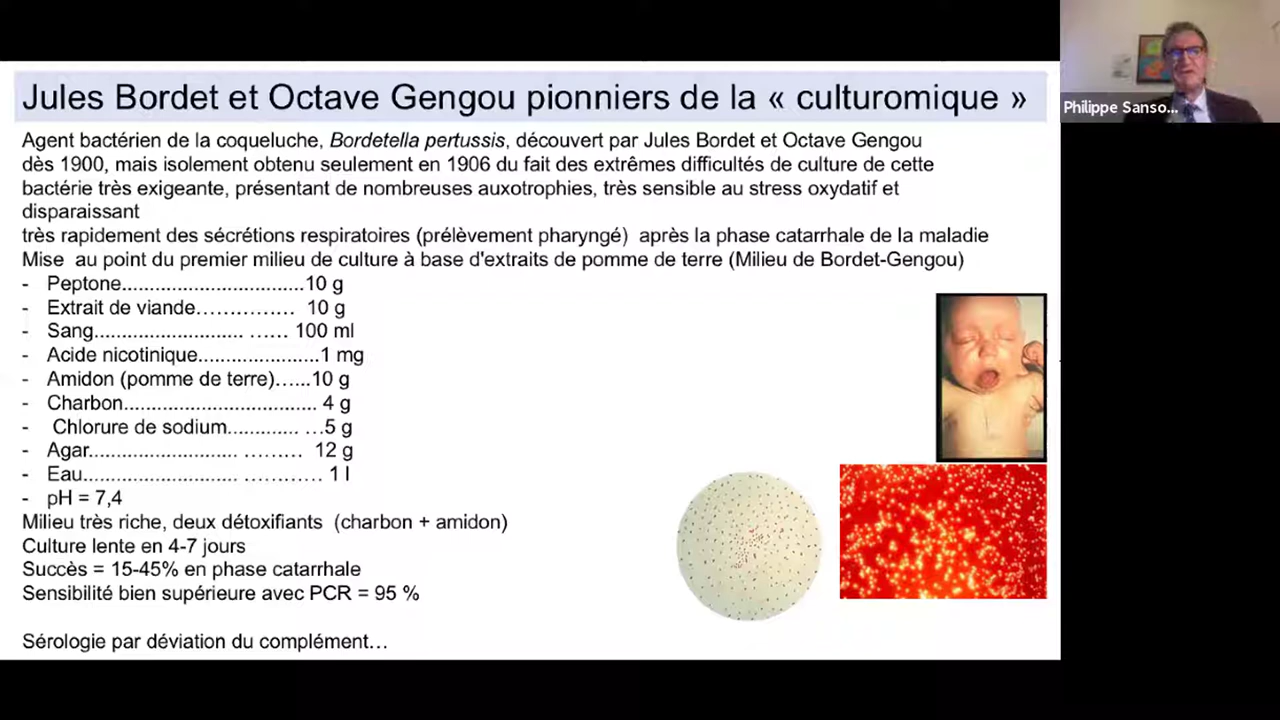 Jules Bordet et Octave Gengou pionniers de la « culturomique »
Philippe Sanso...
Agent bactérien de la coqueluche, Bordetella pertussis, découvert par Jules Bordet et Octave Gengou
dès 1900, mais isolement obtenu seulement en 1906 du fait des extrêmes difficultés de culture de cette
bactérie très exigeante, présentant de nombreuses auxotrophies, très sensible au stress oxydatif et
disparaissant
très rapidement des sécrétions respiratoires (prélèvement pharyngé) après la phase catarrhale de la maladie
Mise au point du premier milieu de culture à base d'extraits de pomme de terre (Milieu de Bordet-Gengou)
- Peptone.................................10 g
- Extrait de viande…………… 10 g
- Sang........................... ...... 100 ml
- Acide nicotinique......................1 mg
- Amidon (pomme de terre)…...10 g
- Charbon................................... 4 g
- Chlorure de sodium............. …5 g
- Agar........................... ......... 12 g
- Eau............................ ………… 1 l
- pH = 7,4
Milieu très riche, deux détoxifiants (charbon + amidon)
Culture lente en 4-7 jours
Succès = 15-45% en phase catarrhale
Sensibilité bien supérieure avec PCR = 95 %
Sérologie par déviation du complément…